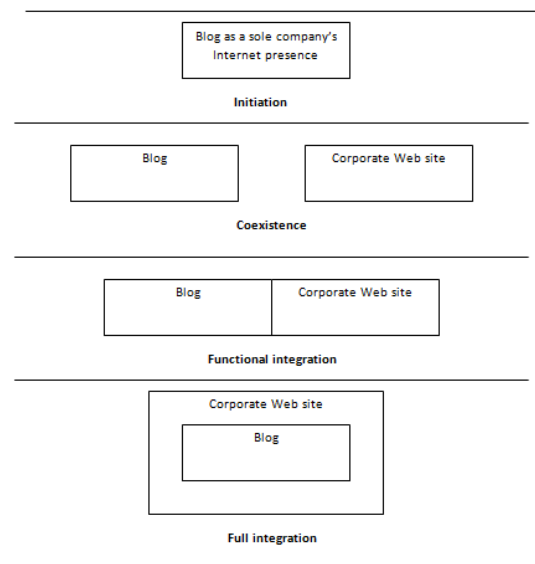 Blog as a sole company's
Internet presence
Initiation
Blog
Corporate Web site
Coexistence
Blog
Corporate Web site
Functional integration
Corporate Web site
Blog
Full integration